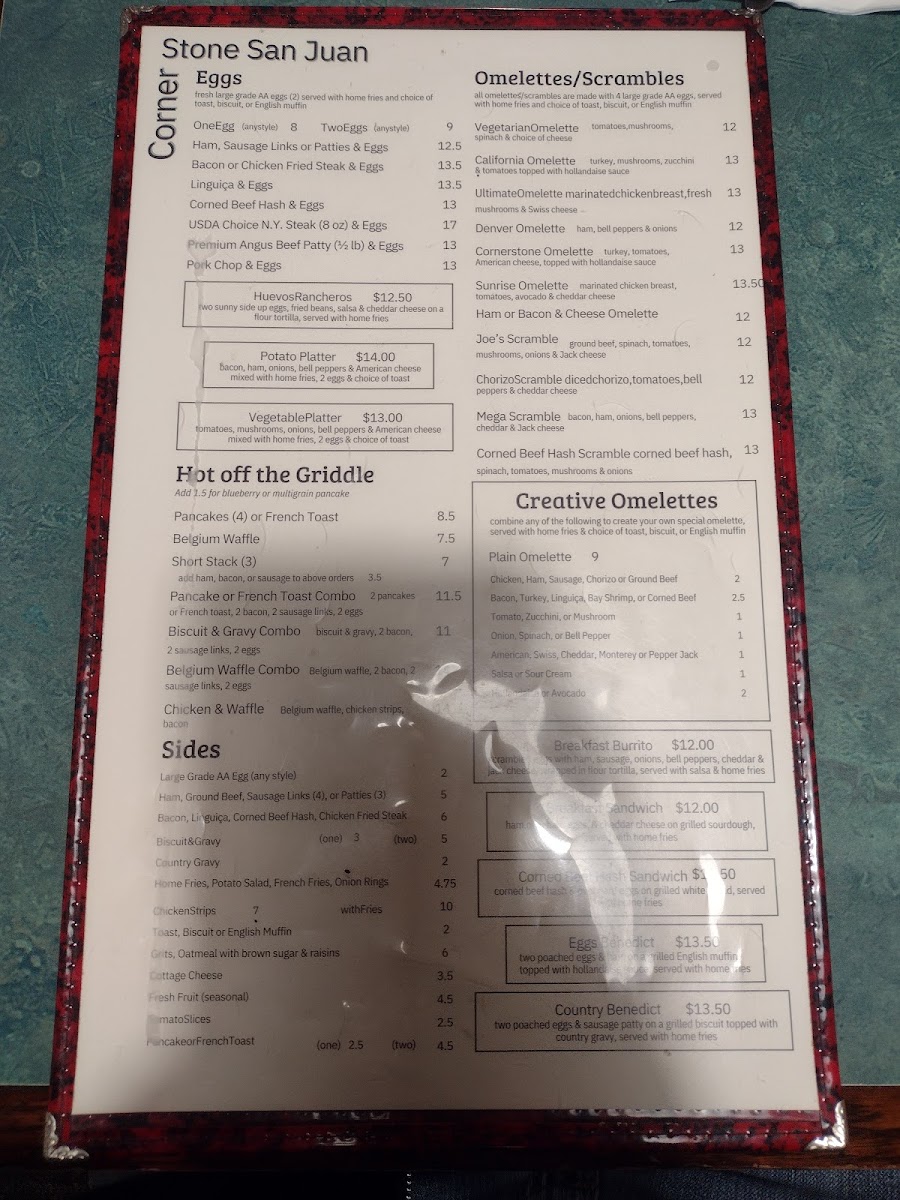 Stone San Juan
Corner
Eggs
fresh large grade AA eggs (2) served with home fries and choice of
toast, biscuit, or English muffin
OneEgg (anystyle) 8 TwoEggs (anystyle) 9
Ham, Sausage Links or Patties & Eggs 12.5
Bacon or Chicken Fried Steak & Eggs 13.5
Linguiça & Eggs 13.5
Corned Beef Hash & Eggs 13
USDA Choice N.Y. Steak (8 oz) & Eggs 17
Premium Angus Beef Patty (½ lb) & Eggs 13
Pork Chop & Eggs 13
HuevosRancheros $12.50
two sunny side up eggs, fried beans, salsa & cheddar cheese on a
flour tortilla, served with home fries
Potato Platter $14.00
bacon, ham, onions, bell peppers & American cheese
mixed with home fries, 2 eggs & choice of toast
VegetablePlatter $13.00
tomatoes, mushrooms, onions, bell peppers & American cheese
mixed with home fries, 2 eggs & choice of toast
Hot off the Griddle
Add 1.5 for blueberry or multigrain pancake
Pancakes (4) or French Toast 8.5
Belgium Waffle 7.5
Short Stack (3) 7
add ham, bacon, or sausage to above orders 3.5
Pancake or French Toast Combo 2 pancakes 11.5
or French toast, 2 bacon, 2 sausage links, 2 eggs
Biscuit & Gravy Combo biscuit & gravy, 2 bacon, 11
2 sausage links, 2 eggs
Belgium Waffle Combo Belgium waffle, 2 bacon, 2
sausage links, 2 eggs
Chicken & Waffle Belgium waffle, chicken strips,
bacon
Sides
Large Grade AA Egg (any style) 2
Ham, Ground Beef, Sausage Links (4), or Patties (3) 5
Bacon, Linguiça, Corned Beef Hash, Chicken Fried Steak 6
Biscuit&Gravy (one) 3 (two) 5
Country Gravy 2
Home Fries, Potato Salad, French Fries, Onion Rings 4.75
ChickenStrips 7 withFries 10
Toast, Biscuit or English Muffin 2
Grits, Oatmeal with brown sugar & raisins 6
Cottage Cheese 3.5
Fresh Fruit (seasonal) 4.5
TomatoSlices 2.5
PancakeorFrenchToast (one) 2.5 (two) 4.5
Omelettes/Scrambles
all omelettes/scrambles are made with 4 large grade AA eggs, served
with home fries and choice of toast, biscuit, or English muffin
VegetarianOmelette tomatoes,mushrooms, 12
spinach & choice of cheese
California Omelette turkey, mushrooms, zucchini 13
& tomatoes topped with hollandaise sauce
UltimateOmelette marinatedchickenbreast,fresh 13
mushrooms & Swiss cheese
Denver Omelette ham, bell peppers & onions 12
Cornerstone Omelette turkey, tomatoes, 13
American cheese, topped with hollandaise sauce
Sunrise Omelette marinated chicken breast, 13.50
tomatoes, avocado & cheddar cheese
Ham or Bacon & Cheese Omelette 12
Joe's Scramble ground beef, spinach, tomatoes, 12
mushrooms, onions & Jack cheese
ChorizoScramble dicedchorizo,tomatoes,bell 12
peppers & cheddar cheese
Mega Scramble bacon, ham, onions, bell peppers, 13
cheddar & Jack cheese
Corned Beef Hash Scramble corned beef hash, 13
spinach, tomatoes, mushrooms & onions
Creative Omelettes
combine any of the following to create your own special omelette,
served with home fries & choice of toast, biscuit, or English muffin
Plain Omelette 9
Chicken, Ham, Sausage, Chorizo or Ground Beef 2
Bacon, Turkey, Linguiça, Bay Shrimp, or Corned Beef 2.5
Tomato, Zucchini, or Mushroom 1
Onion, Spinach, or Bell Pepper 1
American, Swiss, Cheddar, Monterey or Pepper Jack 1
Salsa or Sour Cream 1
or Avocado 2
Breakfast Burrito $12.00
with ham, sausage, onions, bell peppers, cheddar &
in flour tortilla, served with salsa & home fries
Breakfast Sandwich $12.00
ham cheddar cheese on grilled sourdough,
home fries
Corned Beef Hash Sandwich
corned beef hash on grilled white served
fries
Eggs Benedict $13.50
two poached eggs & grilled English muffin
topped with served with home fries
Country Benedict $13.50
two poached eggs & sausage patty on a grilled biscuit topped with
country gravy, served with home fries